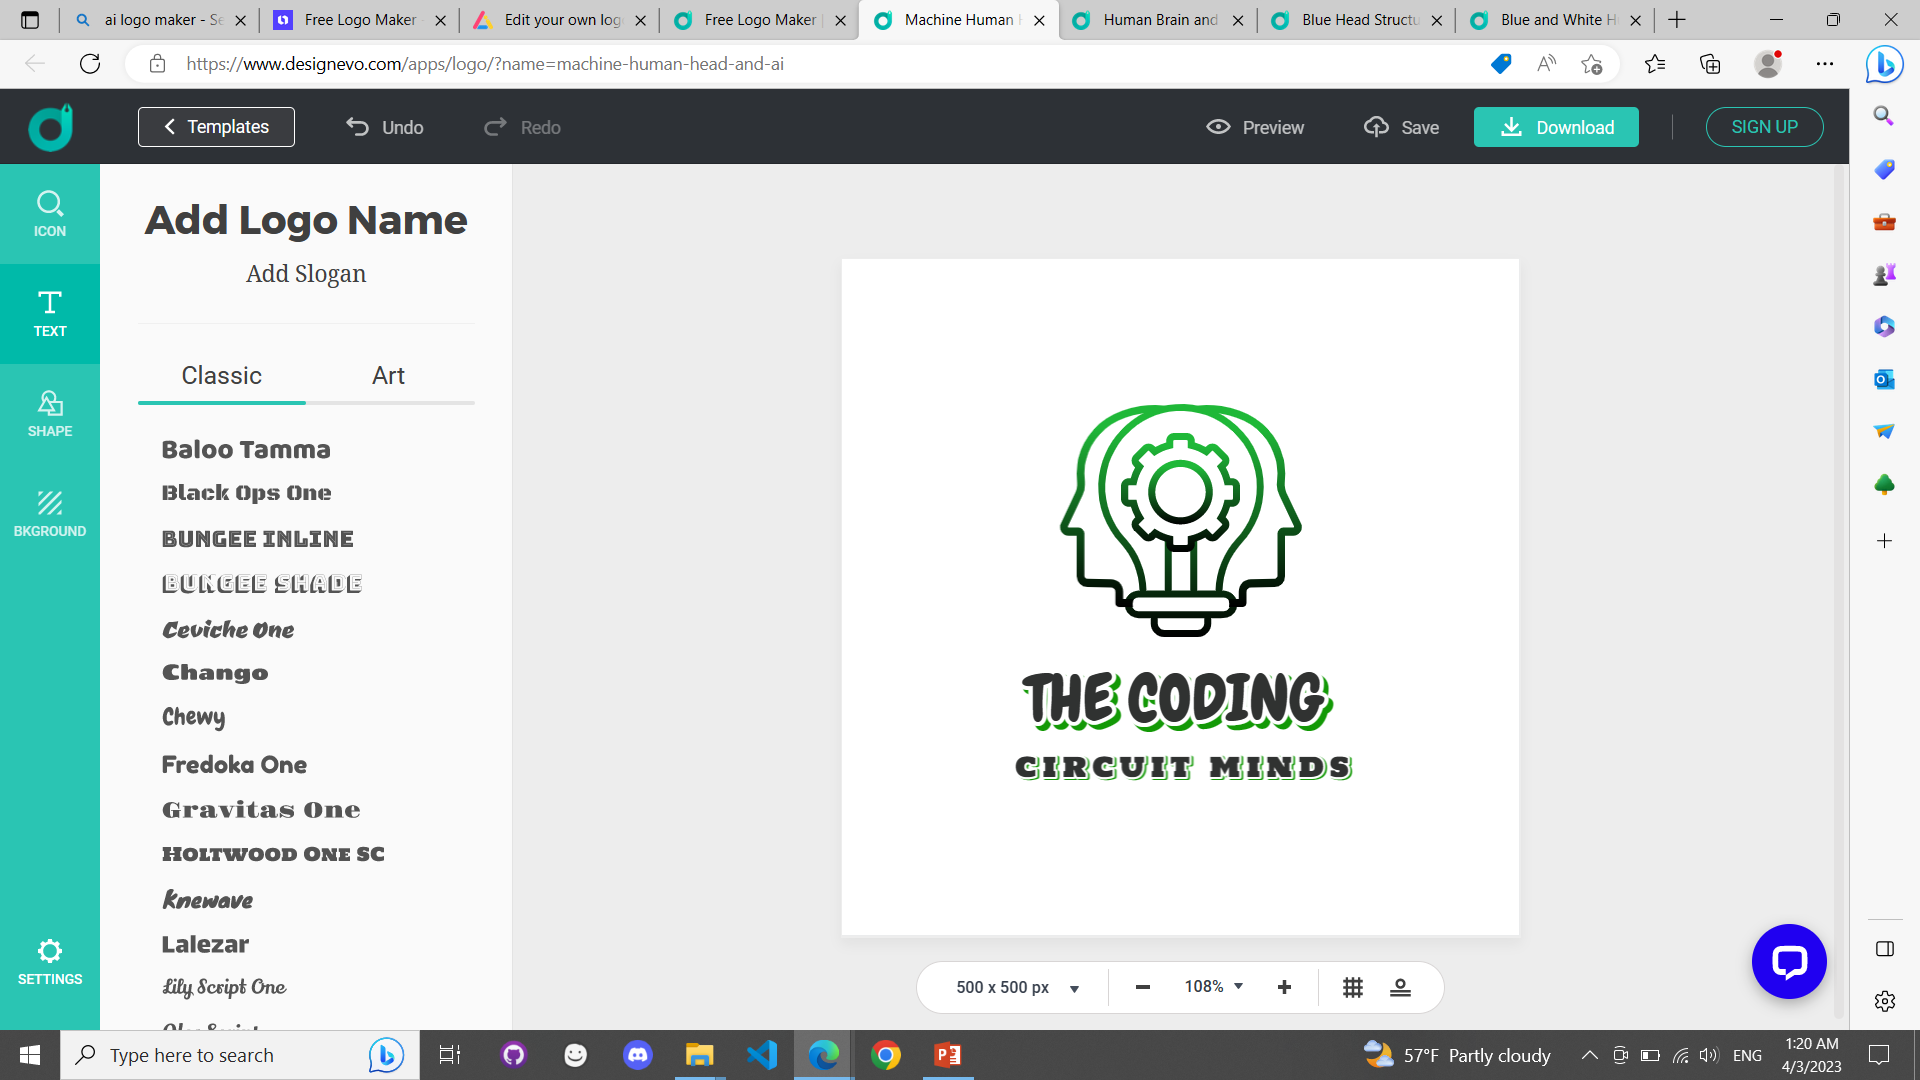 ai logo maker - Se
Free Logo Maker -
Edit your own logo
Free Logo Maker |
Machine Human H
Human Brain and
Blue Head Structu
Blue and White H
https://www.designevo.com/apps/logo/?name=machine-human-head-and-ai
Templates
Undo
Redo
Preview
Save
Download
SIGN UP
ICON
TEXT
SHAPE
BKGROUND
SETTINGS
Add Logo Name
Add Slogan
Classic
Art
Baloo Tamma
Black Ops One
BUNGEE INLINE
BUNGEE SHADE
Ceviche One
Chango
Chewy
Fredoka One
Gravitas One
HOLTWOOD ONE SC
Knewave
Lalezar
Lily Script One
THE CODING
CIRCUIT MINDS
500 x 500 px
108%
Type here to search
57°F Partly cloudy
ENG
1:20 AM
4/3/2023